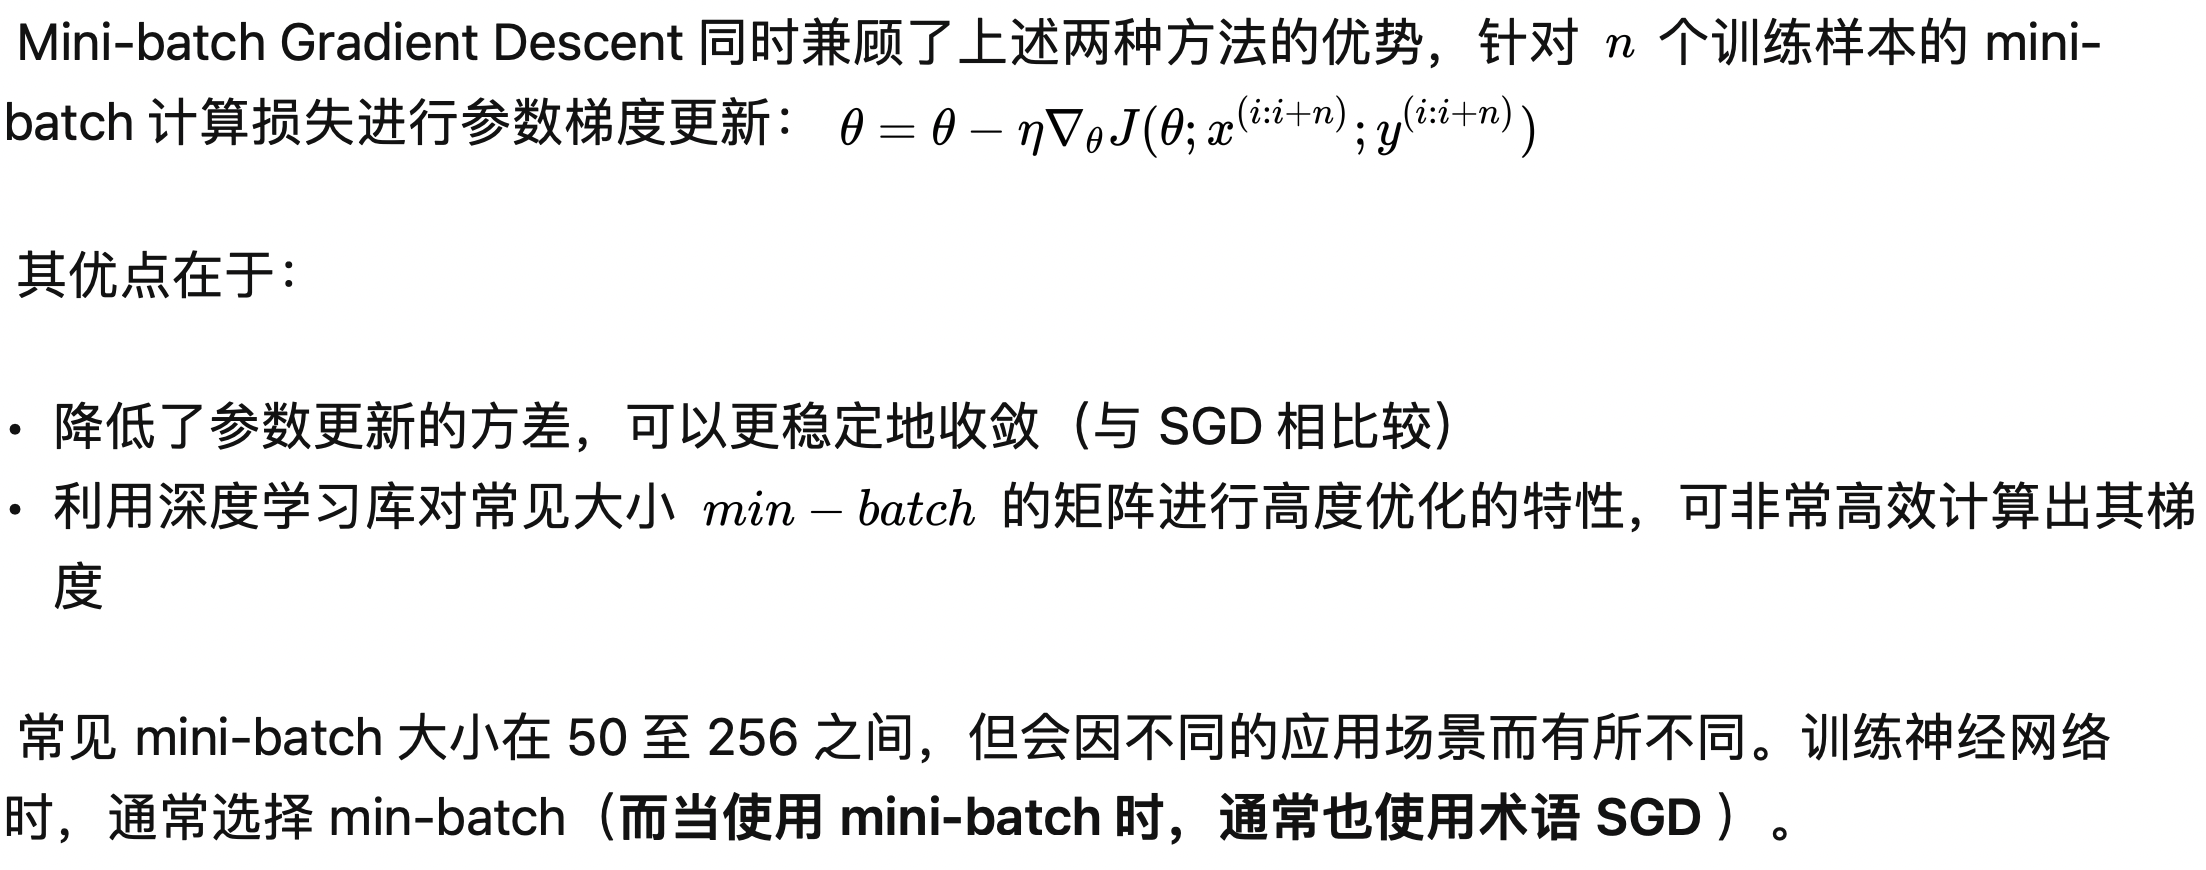 Mini-batch Gradient Descent 同时兼顾了上述两种方法的优势，针对 n 个训练样本的 mini-
batch 计算损失进行参数梯度更新： θ = θ − η∇_θ J(θ; x^{(i:i+n)}; y^{(i:i+n)})
其优点在于：
• 降低了参数更新的方差，可以更稳定地收敛（与 SGD 相比较）
• 利用深度学习库对常见大小 min − batch 的矩阵进行高度优化的特性，可非常高效计算出其梯
度
常见 mini-batch 大小在 50 至 256 之间，但会因不同的应用场景而有所不同。训练神经网络
时，通常选择 min-batch（而当使用 mini-batch 时，通常也使用术语 SGD ）。